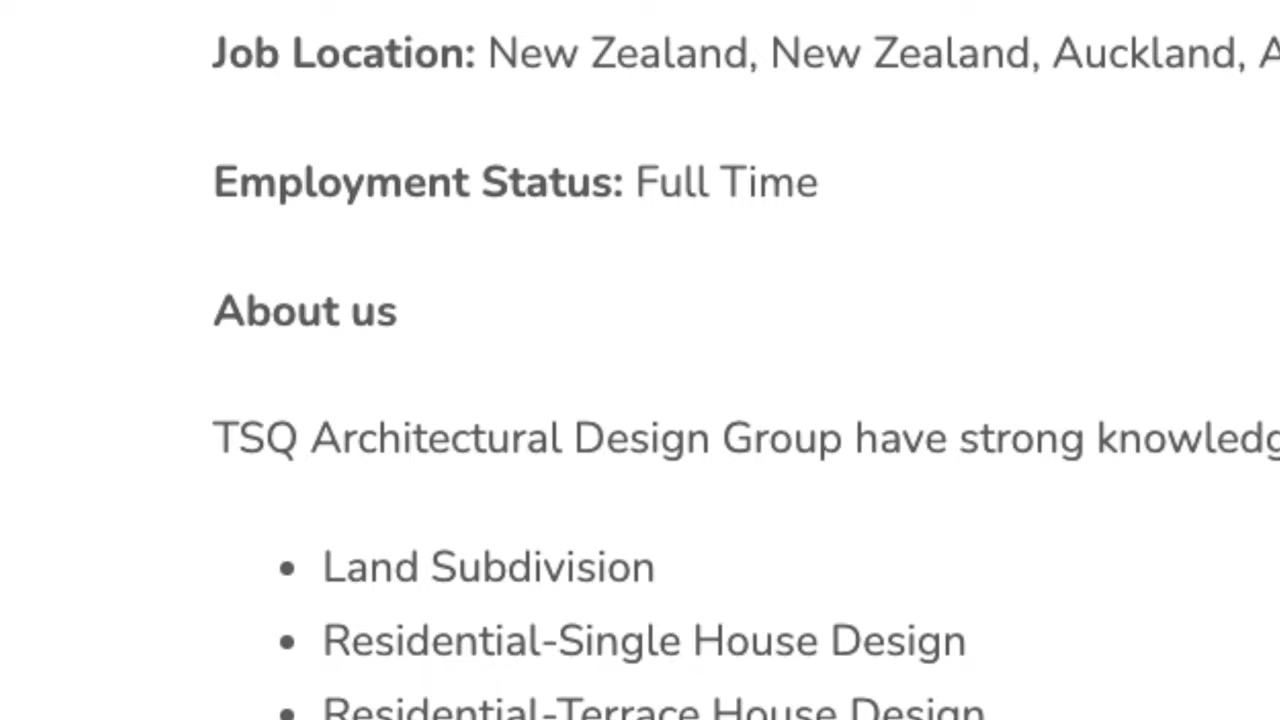 Job Location: New Zealand, New Zealand, Auckland, A
Employment Status: Full Time
About us
TSQ Architectural Design Group have strong knowledg
• Land Subdivision
• Residential-Single House Design
• Residential-Terrace House Design